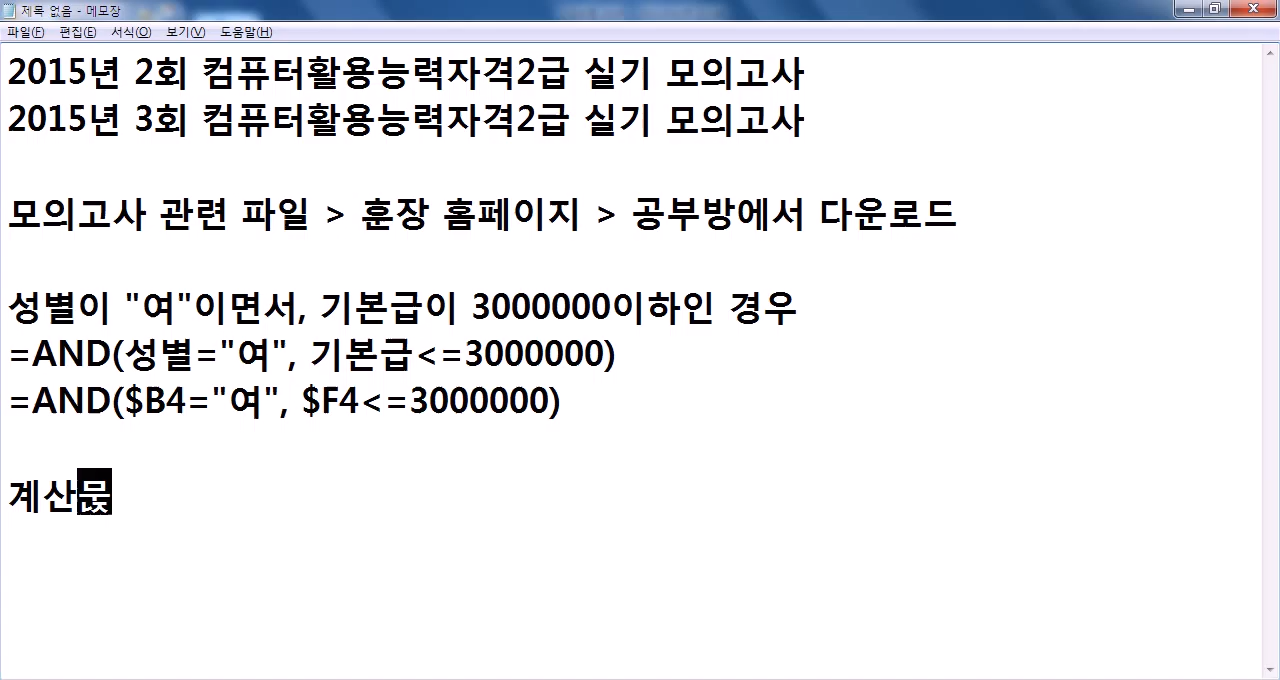 제목 없음 - 메모장
파일(F) 편집(E) 서식(O) 보기(V) 도움말(H)
2015년 2회 컴퓨터활용능력자격2급 실기 모의고사
2015년 3회 컴퓨터활용능력자격2급 실기 모의고사
모의고사 관련 파일 > 훈장 홈페이지 > 공부방에서 다운로드
성별이 "여"이면서, 기본급이 3000000이하인 경우
=AND(성별="여", 기본급<=3000000)
=AND($B4="여", $F4<=3000000)
계산